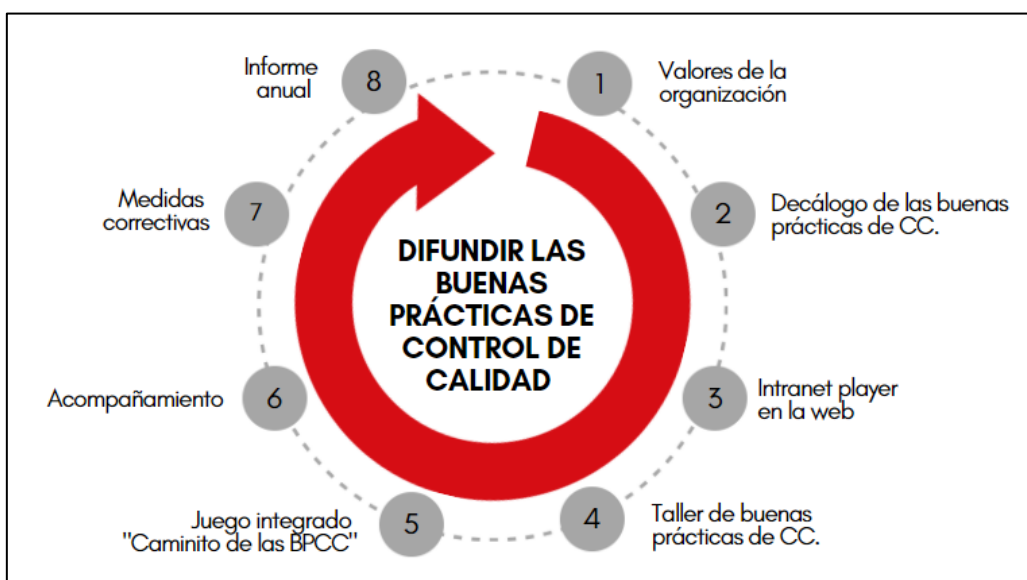 DIFUNDIR LAS
BUENAS
PRÁCTICAS DE
CONTROL DE
CALIDAD
1
Valores de la
organización
2
Decálogo de las buenas
prácticas de CC.
3
Intranet player
en la web
4
Taller de buenas
prácticas de CC.
5
Juego integrado
"Caminito de las BPCC"
6
Acompañamiento
7
Medidas
correctivas
8
Informe
anual